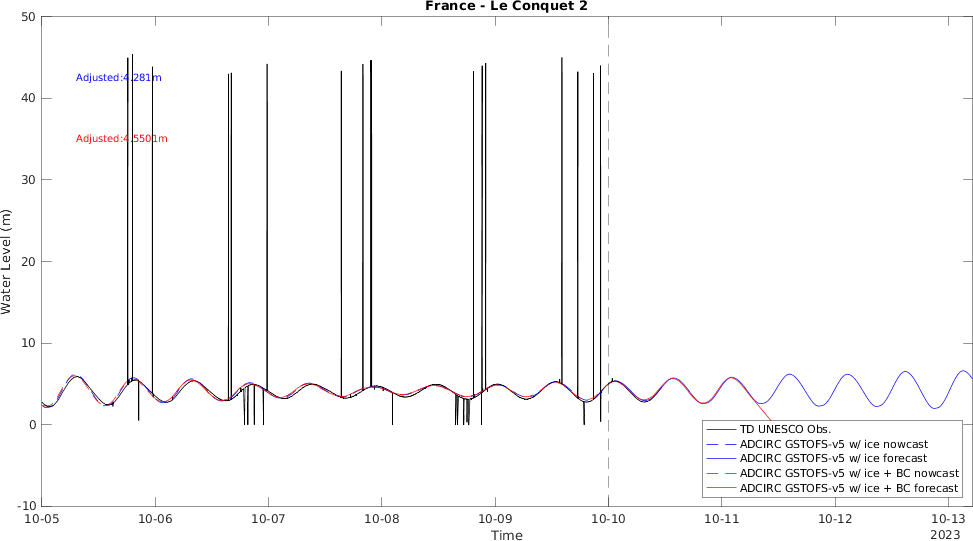 France - Le Conquet 2
50
40
30
20
10
0
-10
Water Level (m)
Adjusted:4.281m
Adjusted:4.5501m
TD UNESCO Obs.
ADCIRC GSTOFS-v5 w/ ice nowcast
ADCIRC GSTOFS-v5 w/ ice forecast
ADCIRC GSTOFS-v5 w/ ice + BC nowcast
ADCIRC GSTOFS-v5 w/ ice + BC forecast
10-05 10-06 10-07 10-08 10-09 10-10 10-11 10-12 10-13
Time 2023